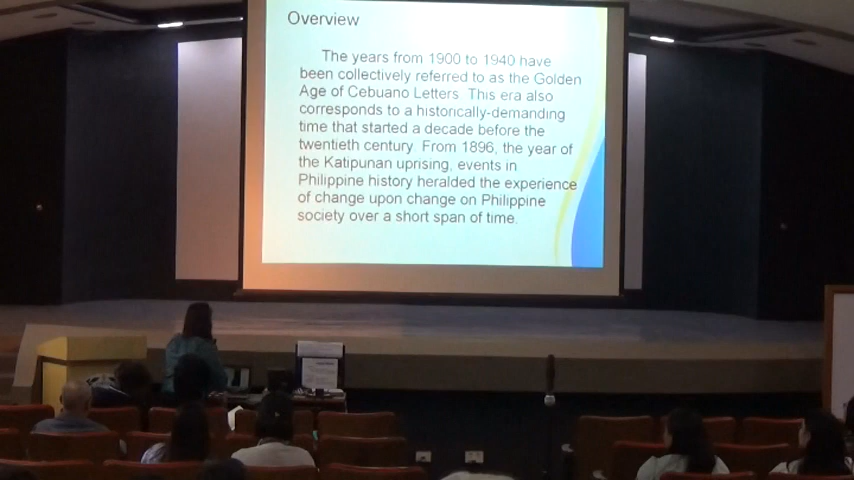 Overview
The years from 1900 to 1940 have
been collectively referred to as the Golden
Age of Cebuano Letters. This era also
corresponds to a historically-demanding
time that started a decade before the
twentieth century. From 1896, the year of
the Katipunan uprising, events in
Philippine history heralded the experience
of change upon change on Philippine
society over a short span of time.